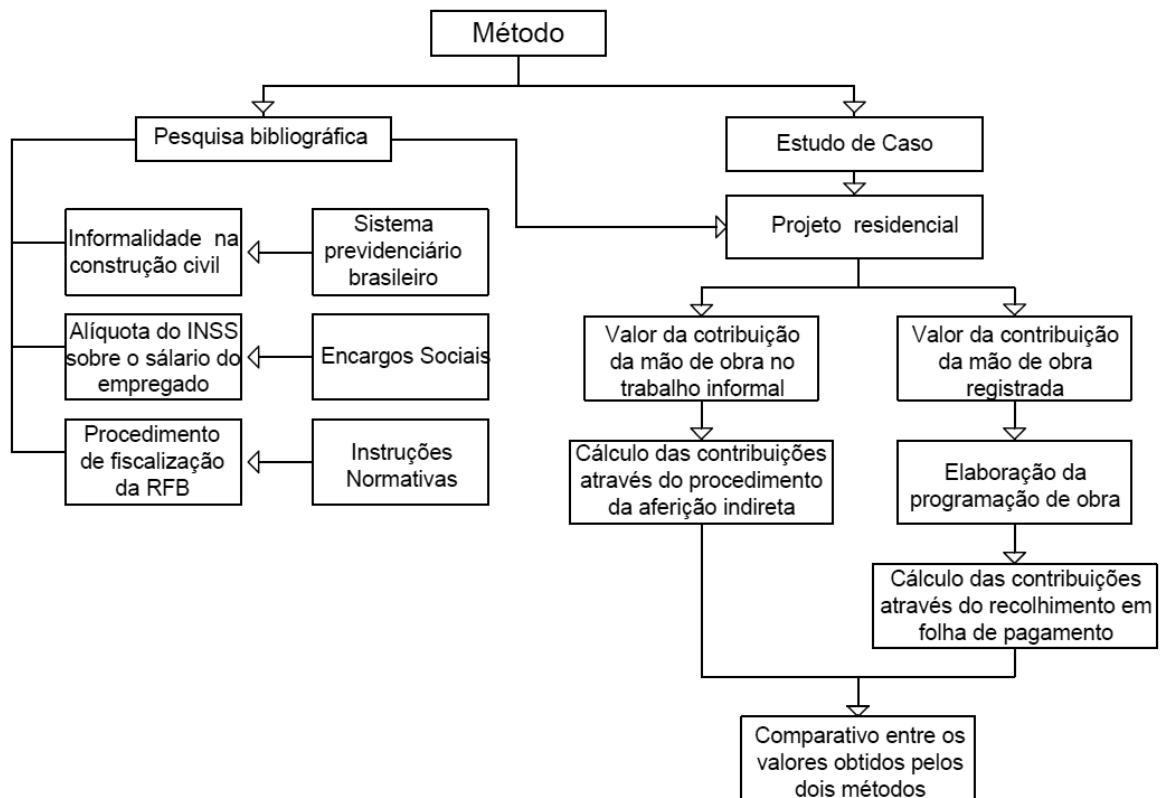 Método
Pesquisa bibliográfica
Estudo de Caso
Projeto residencial
Informalidade na
construção civil
Sistema
previdenciário
brasileiro
Alíquota do INSS
sobre o sálario do
empregado
Encargos Sociais
Procedimento
de fiscalização
da RFB
Instruções
Normativas
Valor da cotribuição
da mão de obra no
trabalho informal
Valor da contribuição
da mão de obra
registrada
Cálculo das contribuições
através do procedimento
da aferição indireta
Elaboração da
programação de obra
Cálculo das contribuições
através do recolhimento em
folha de pagamento
Comparativo entre os
valores obtidos pelos
dois métodos